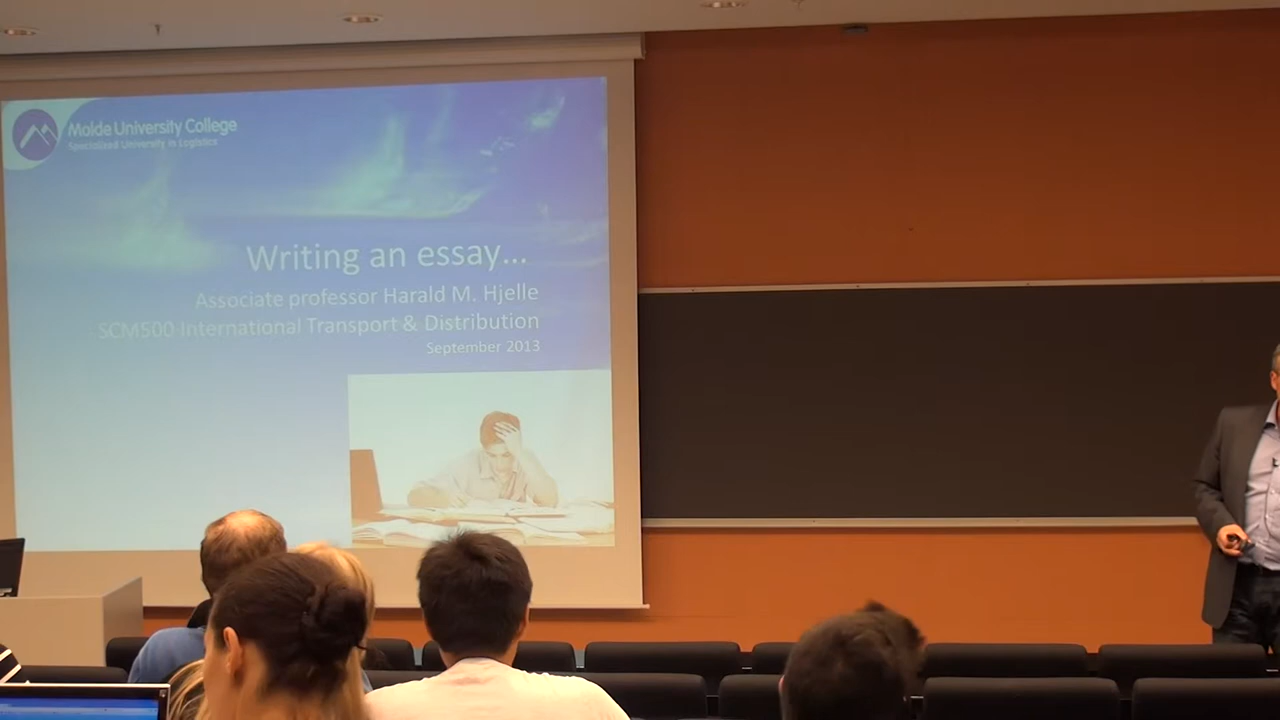 Molde University College
Specialized University in Logistics
Writing an essay...
Associate professor Harald M. Hjelle
SCM500-International Transport & Distribution
September 2013